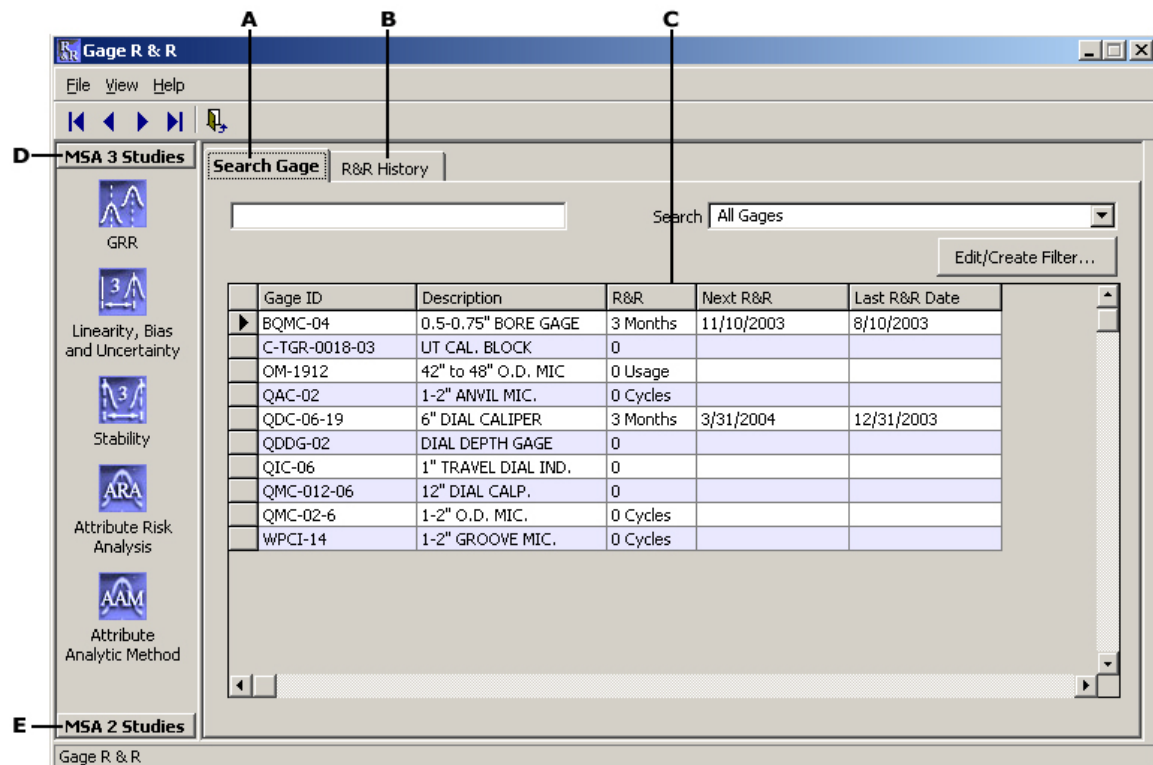 A B C
Gage R & R
File View Help
D MSA 3 Studies
GRR
Linearity, Bias
and Uncertainty
Stability
Attribute Risk
Analysis
Attribute
Analytic Method
E MSA 2 Studies
Search Gage R&R History
Search All Gages
Edit/Create Filter...
Gage ID Description R&R Next R&R Last R&R Date
BQMC-04 0.5-0.75" BORE GAGE 3 Months 11/10/2003 8/10/2003
C-TGR-0018-03 UT CAL. BLOCK 0
OM-1912 42" to 48" O.D. MIC 0 Usage
QAC-02 1-2" ANVIL MIC. 0 Cycles
QDC-06-19 6" DIAL CALIPER 3 Months 3/31/2004 12/31/2003
QDDG-02 DIAL DEPTH GAGE 0
QIC-06 1" TRAVEL DIAL IND. 0
QMC-012-06 12" DIAL CALP. 0
QMC-02-6 1-2" O.D. MIC. 0 Cycles
WPCI-14 1-2" GROOVE MIC. 0 Cycles
R&R
3
3
ARA
AAM
Gage R & R